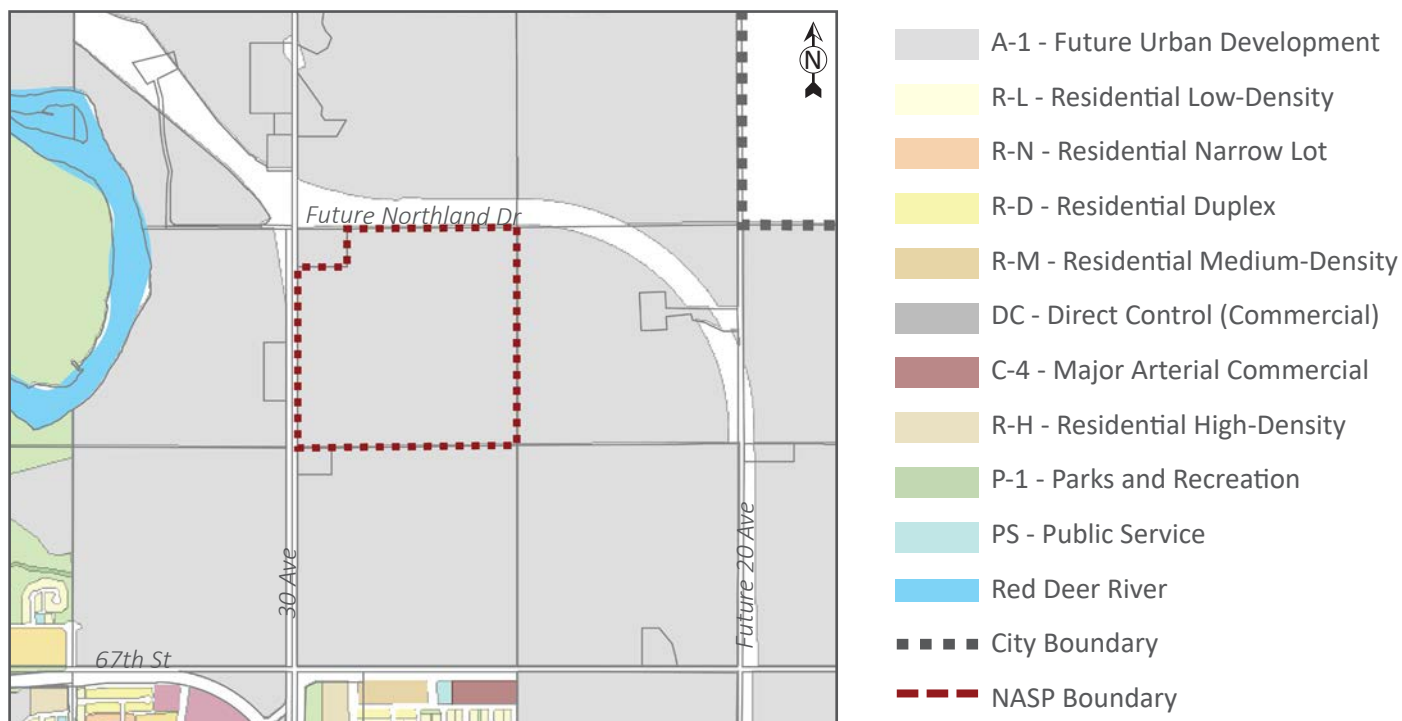 N
Future Northland Dr
30 Ave
Future 20 Ave
67th St
A-1 - Future Urban Development
R-L - Residential Low-Density
R-N - Residential Narrow Lot
R-D - Residential Duplex
R-M - Residential Medium-Density
DC - Direct Control (Commercial)
C-4 - Major Arterial Commercial
R-H - Residential High-Density
P-1 - Parks and Recreation
PS - Public Service
Red Deer River
City Boundary
NASP Boundary